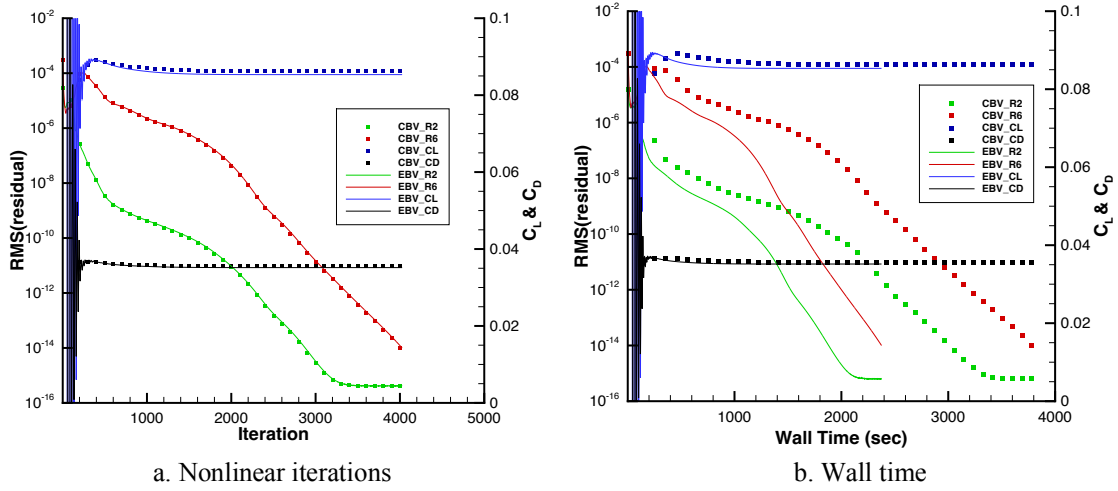 10-2
10-4
10-6
10-8
10-10
10-12
10-14
10-16
RMS(residual)
0.1
0.08
0.06
0.04
0.02
0
CL & CD
CBV_R2
CBV_R6
CBV_CL
CBV_CD
EBV_R2
EBV_R6
EBV_CL
EBV_CD
1000 2000 3000 4000 5000
Iteration
a. Nonlinear iterations
10-2
10-4
10-6
10-8
10-10
10-12
10-14
10-16
RMS(residual)
0.1
0.08
0.06
0.04
0.02
0
CL & CD
CBV_R2
CBV_R6
CBV_CL
CBV_CD
EBV_R2
EBV_R6
EBV_CL
EBV_CD
1000 2000 3000 4000
Wall Time (sec)
b. Wall time